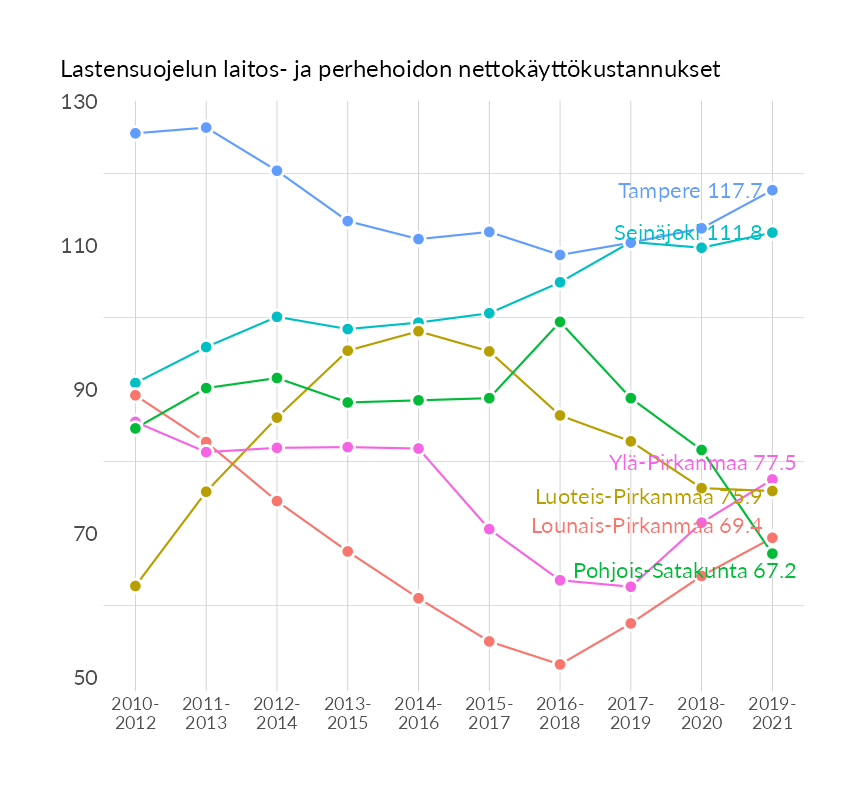 Lastensuojelun laitos- ja perhehoidon nettokäyttökustannukset
130
110
90
70
50
Tampere 117.7
Seinäjoki 111.8
Ylä-Pirkanmaa 77.5
Luoteis-Pirkanmaa 75.9
Lounais-Pirkanmaa 69.4
Pohjois-Satakunta 67.2
2010- 2011- 2012- 2013- 2014- 2015- 2016- 2017- 2018- 2019-
2012 2013 2014 2015 2016 2017 2018 2019 2020 2021